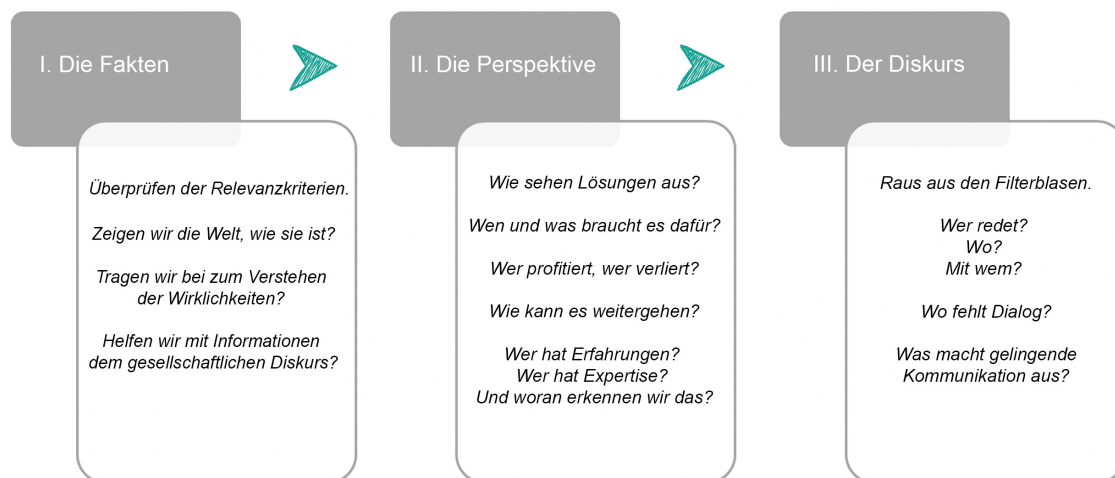 I. Die Fakten
Überprüfen der Relevanzkriterien.
Zeigen wir die Welt, wie sie ist?
Tragen wir bei zum Verstehen
der Wirklichkeiten?
Helfen wir mit Informationen
dem gesellschaftlichen Diskurs?
II. Die Perspektive
Wie sehen Lösungen aus?
Wen und was braucht es dafür?
Wer profitiert, wer verliert?
Wie kann es weitergehen?
Wer hat Erfahrungen?
Wer hat Expertise?
Und woran erkennen wir das?
III. Der Diskurs
Raus aus den Filterblasen.
Wer redet?
Wo?
Mit wem?
Wo fehlt Dialog?
Was macht gelingende
Kommunikation aus?